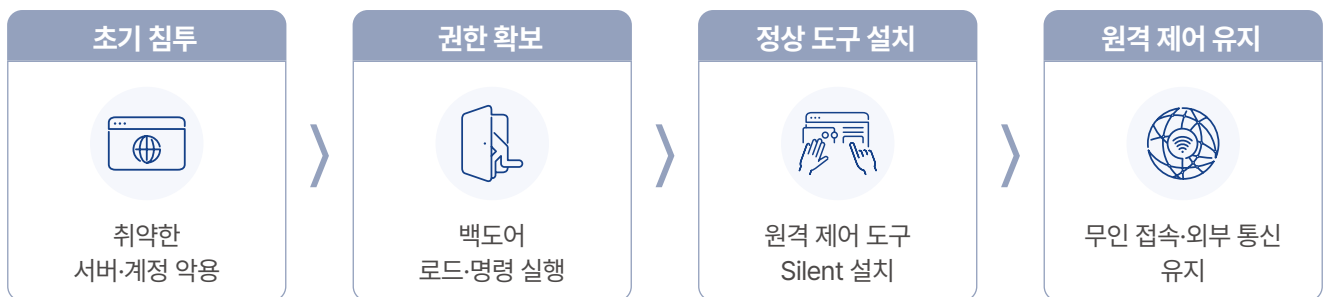 초기 침투
취약한
서버·계정 악용
권한 확보
백도어
로드·명령 실행
정상 도구 설치
원격 제어 도구
Silent 설치
원격 제어 유지
무인 접속·외부 통신
유지